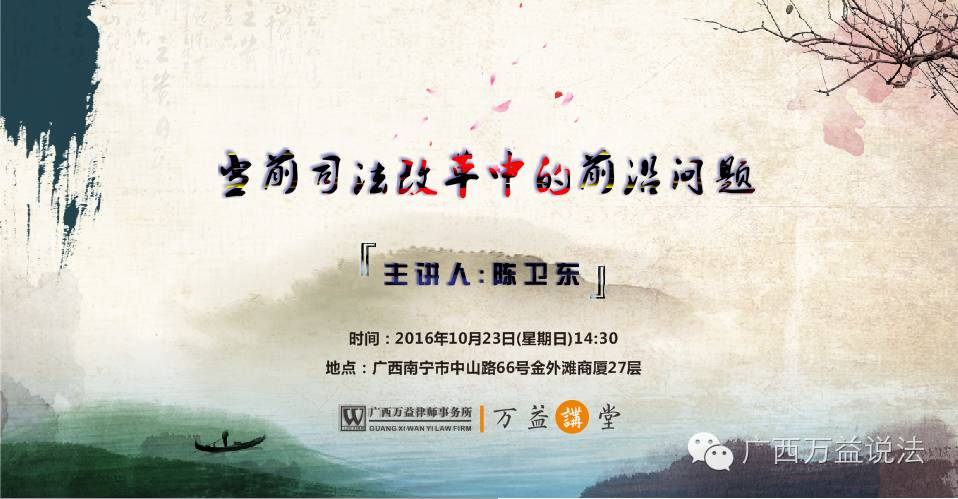 当前司法改革中的前沿问题
『主讲人:陈卫东』
时间：2016年10月23日(星期日)14:30
地点：广西南宁市中山路66号金外滩商厦27层
W 广西万益律师事务所 万益講堂
GUANG XI WAN YI LAW FIRM
广西万益说法